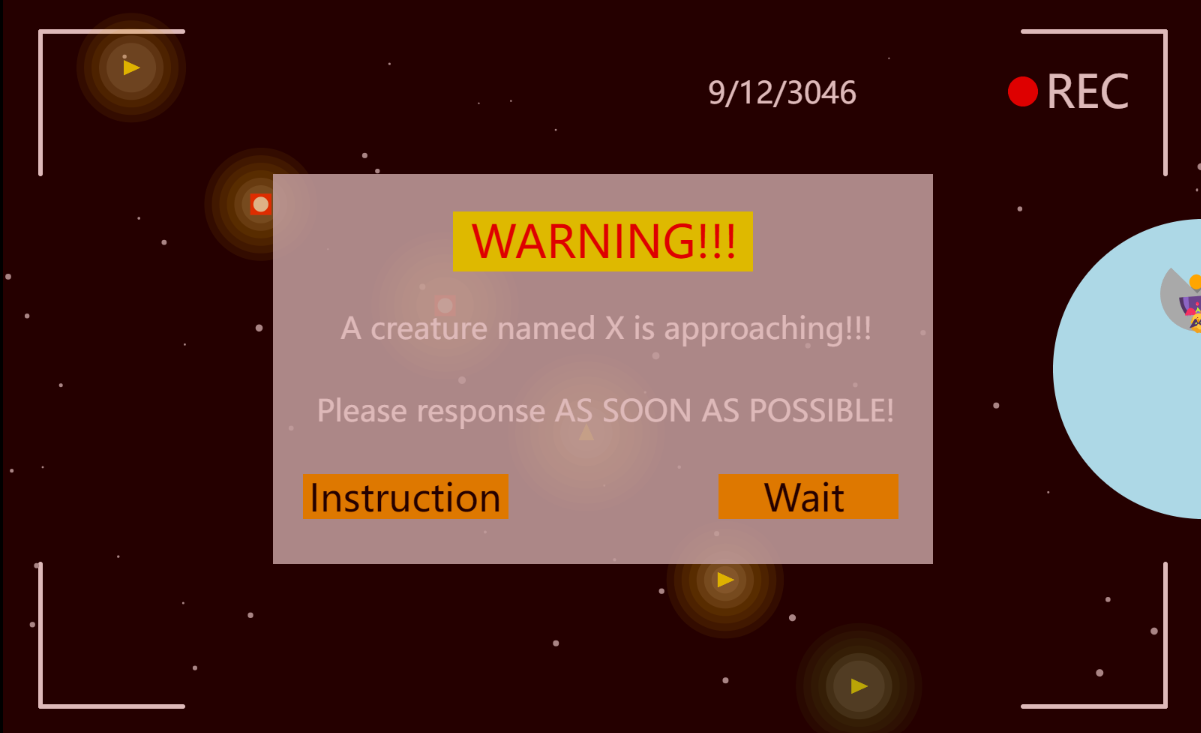 9/12/3046
REC
WARNING!!!
A creature named X is approaching!!!
Please response AS SOON AS POSSIBLE!
Instruction
Wait